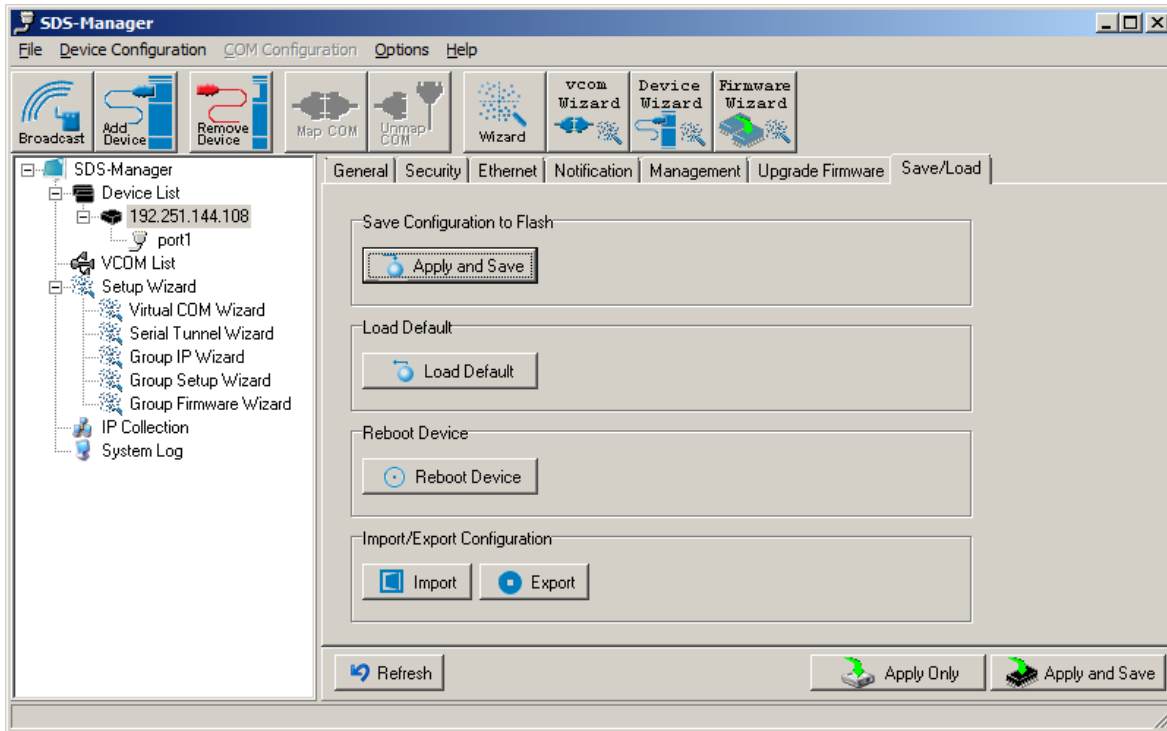 SDS-Manager
File Device Configuration COM Configuration Options Help
Broadcast
Add
Device
Remove
Device
Map COM
Unmap
COM
Wizard
vcom
Wizard
Device
Wizard
Firmware
Wizard
SDS-Manager
Device List
192.251.144.108
port1
VCOM List
Setup Wizard
Virtual COM Wizard
Serial Tunnel Wizard
Group IP Wizard
Group Setup Wizard
Group Firmware Wizard
IP Collection
System Log
General Security Ethernet Notification Management Upgrade Firmware Save/Load
Save Configuration to Flash
Apply and Save
Load Default
Load Default
Reboot Device
Reboot Device
Import/Export Configuration
Import Export
Refresh Apply Only Apply and Save